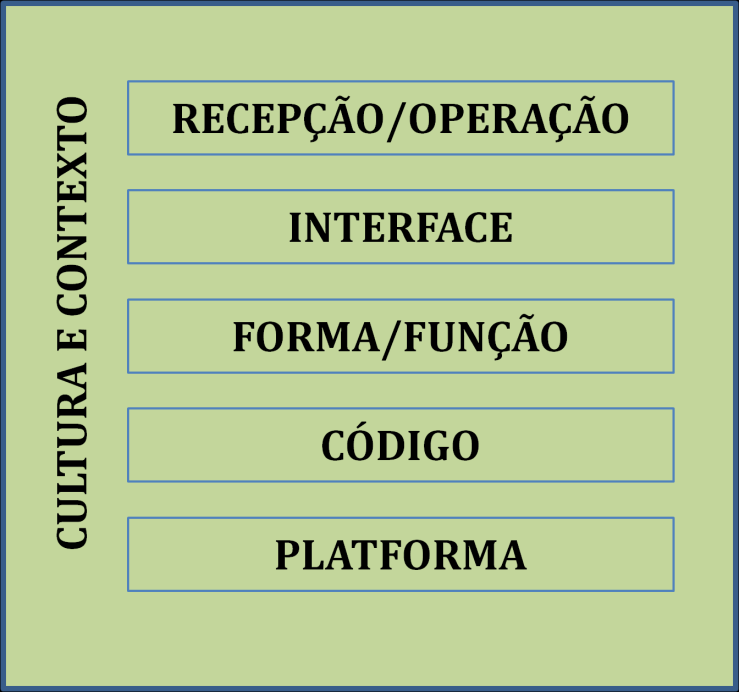 CULTURA E CONTEXTO
RECEPÇÃO/OPERAÇÃO
INTERFACE
FORMA/FUNÇÃO
CÓDIGO
PLATFORMA